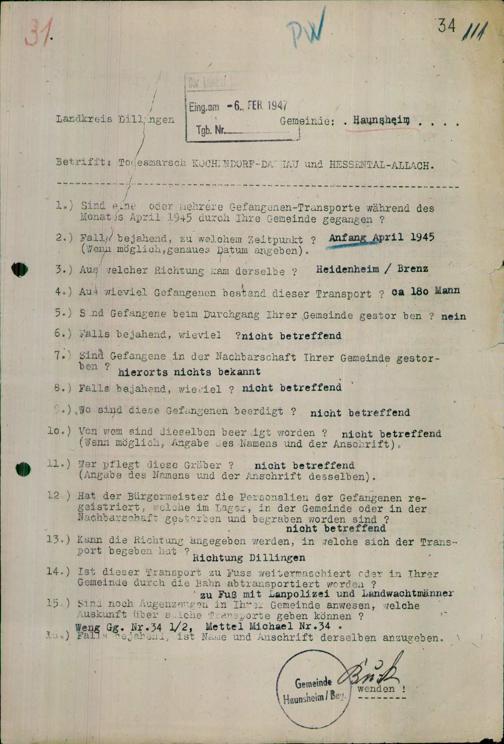 31.
PW
34
111
Eing.am -6. FEB 1947
Tgb. Nr.
Landkreis Dillingen Gemeinde: . Haunsheim . . . .
Betrifft: Todesmarsch KOCHENDORF-DACHAU und HESSENTAL-ALLACH.
1.) Sind eine oder mehrere Gefangenen-Transporte während des
Monats April 1945 durch Ihre Gemeinde gegangen ?
2.) Falls bejahend, zu welchem Zeitpunkt ? Anfang April 1945
(Wenn möglich,genaues Datum angeben).
3.) Aus welcher Richtung kam derselbe ? Heidenheim / Brenz
4.) Aus wieviel Gefangenen bestand dieser Transport ? ca 180 Mann
5.) Sind Gefangene beim Durchgang Ihrer Gemeinde gestor ben ? nein
6.) Falls bejahend, wieviel ?nicht betreffend
7.) Sind Gefangene in der Nachbarschaft Ihrer Gemeinde gestor-
ben ? hierorts nichts bekannt
8.) Falls bejahend, wieviel ? nicht betreffend
9.).Wo sind diese Gefangenen beerdigt ? nicht betreffend
10.) Von wem sind dieselben beerdigt worden ? nicht betreffend
(Wenn möglich, Angabe des Namens und der Anschrift).
11.) Wer pflegt diese Gräber ? nicht betreffend
(Angabe des Namens und der Anschrift desselben).
12.) Hat der Bürgermeister die Personalien der Gefangenen re-
gistriert, welche im Lager, in der Gemeinde oder in der
Nachbarschaft gestorben und begraben worden sind ?
nicht betreffend
13.) Kann die Richtung angegeben werden, in welche sich der Trans-
port begeben hat ?
Richtung Dillingen
14.) Ist dieser Transport zu Fuss weitermaschiert oder in Ihrer
Gemeinde durch die Bahn abtransportiert worden ?
zu Fuß mit Lanpolizei und Landwachtmänner
15.) Sind noch Augenzeugen in Ihrer Gemeinde anwesen, welche
Auskunft über solche Transporte geben können ?
Weng Gg. Nr.34 1/2, Mettel Michael Nr.34 .
16.) Falls bejahend, ist Name und Anschrift derselben anzugeben.
Gemeinde
Haunsheim / Bay.
wenden !